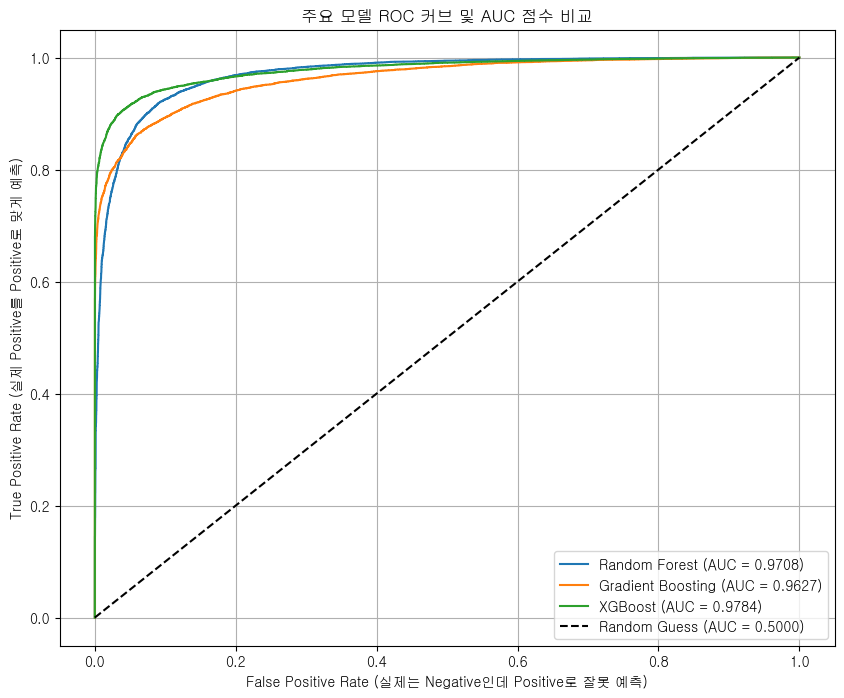 주요 모델 ROC 커브 및 AUC 점수 비교
True Positive Rate (실제 Positive를 Positive로 맞게 예측)
1.0
0.8
0.6
0.4
0.2
0.0
Random Forest (AUC = 0.9708)
Gradient Boosting (AUC = 0.9627)
XGBoost (AUC = 0.9784)
Random Guess (AUC = 0.5000)
0.0 0.2 0.4 0.6 0.8 1.0
False Positive Rate (실제는 Negative인데 Positive로 잘못 예측)